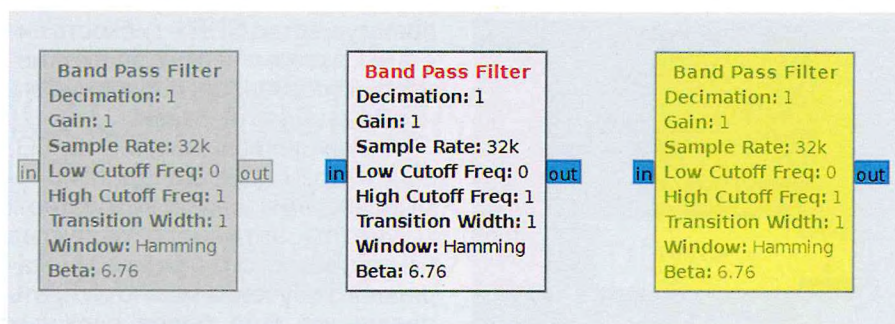 Band Pass Filter
Decimation: 1
Gain: 1
Sample Rate: 32k
in
Low Cutoff Freq: 0
out
High Cutoff Freq: 1
Transition Width: 1
Window: Hamming
Beta: 6.76
Band Pass Filter
Decimation: 1
Gain: 1
Sample Rate: 32k
in
Low Cutoff Freq: 0
out
High Cutoff Freq: 1
Transition Width: 1
Window: Hamming
Beta: 6.76
Band Pass Filter
Decimation: 1
Gain: 1
Sample Rate: 32k
in
Low Cutoff Freq: 0
out
High Cutoff Freq: 1
Transition Width: 1
Window: Hamming
Beta: 6.76